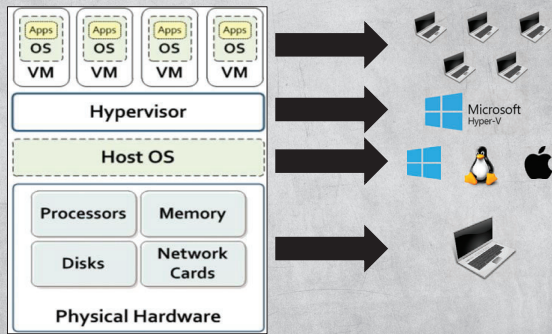 Apps Apps Apps Apps
OS OS OS OS
VM VM VM VM
Hypervisor
Microsoft
Hyper-V
Host OS
Processors Memory
Disks Network
Cards
Physical Hardware